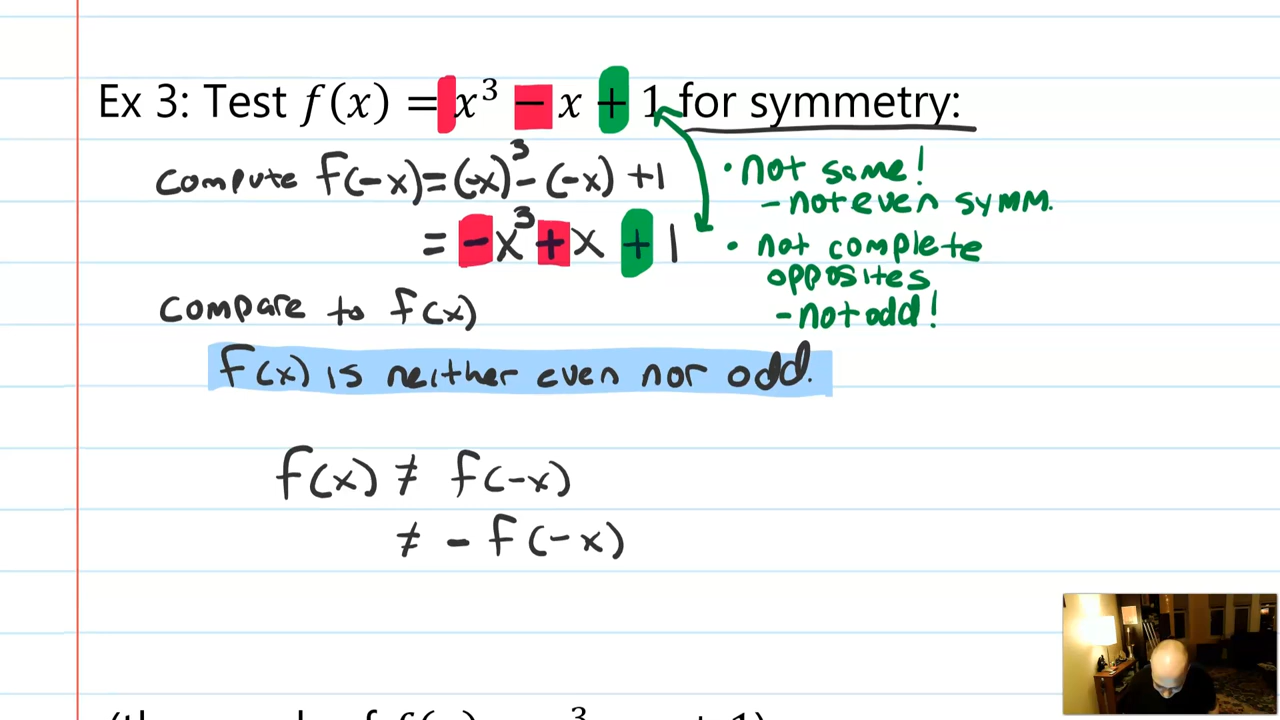 Ex 3: Test f(x) = x³ − x + 1 for symmetry:
compute f(-x) = (-x)³ - (-x) + 1
= -x³ + x + 1
• not same!
- not even symm.
• not complete
opposites
- not odd!
compare to f(x)
f(x) is neither even nor odd.
f(x) ≠ f(-x)
≠ - f(-x)